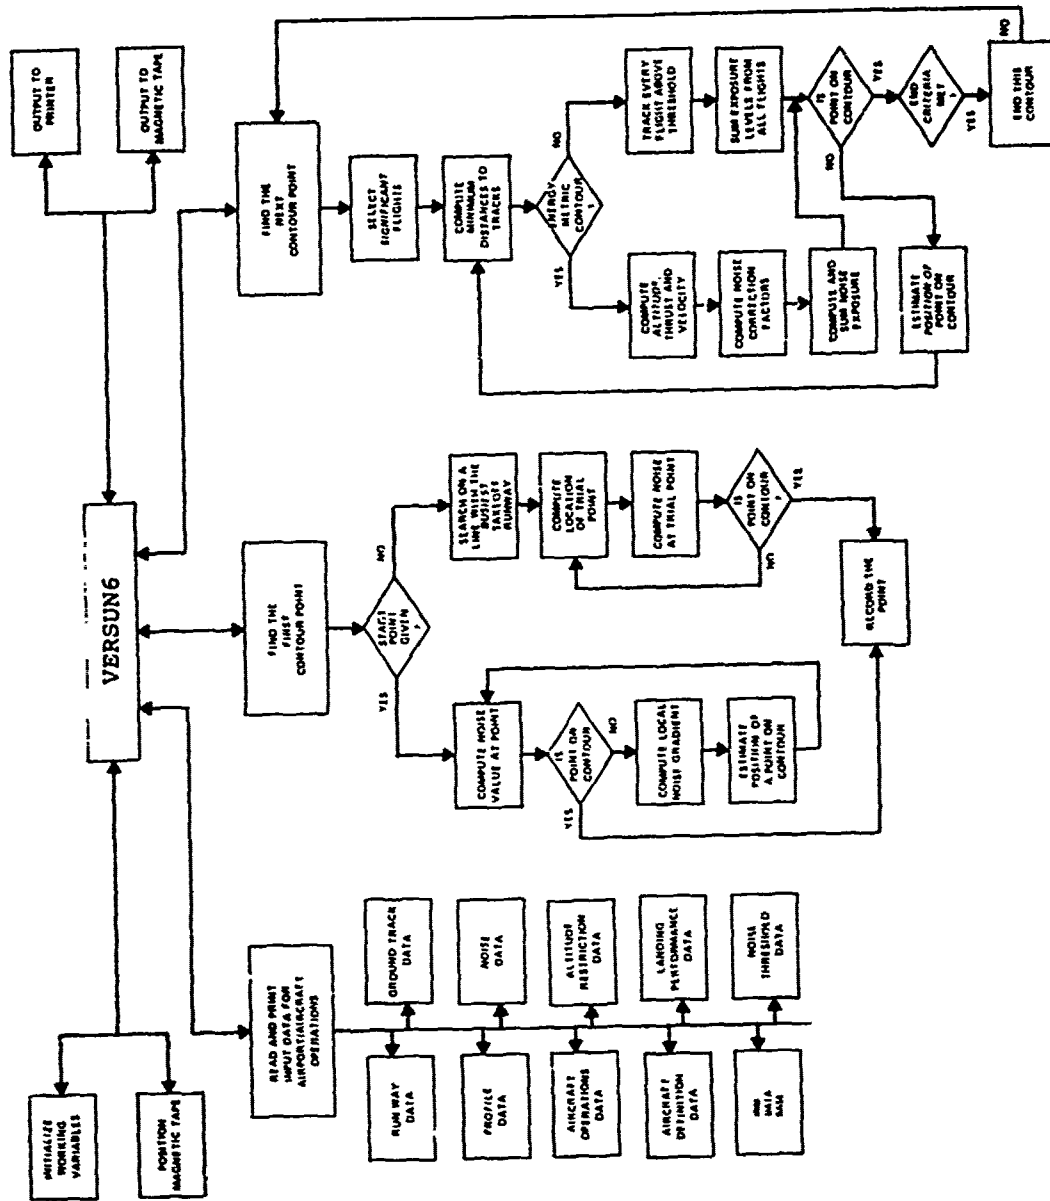 VERSUN6
INITIALIZE
WORKING
VARIABLES
POSITION
MAGNETIC TAPE
OUTPUT TO
PRINTER
OUTPUT TO
MAGNETIC TAPE
READ AND PRINT
INPUT DATA FOR
AIRPORT/AIRCRAFT
OPERATIONS
RUNWAY
DATA
GROUND TRACK
DATA
PROFILE
DATA
NOISE
DATA
AIRCRAFT
OPERATIONS
DATA
ALTITUDE
RESTRICTION
DATA
AIRCRAFT
DEFINITION
DATA
LANDING
PERFORMANCE
DATA
DATA
BASE
NOISE
THRESHOLD
DATA
FIND THE
FIRST
CONTOUR POINT
START
POINT
GIVEN
?
YES
NO
COMPUTE NOISE
VALUE AT POINT
IS
POINT ON
CONTOUR
YES
NO
COMPUTE LOCAL
NOISE GRADIENT
ESTIMATE
POSITION OF
A POINT ON
CONTOUR
SEARCH ON A
LINE WITH THE
BUSIEST
TAKEOFF
RUNWAY
COMPUTE
LOCATION
OF TRIAL
POINT
COMPUTE NOISE
AT TRIAL POINT
IS
POINT ON
CONTOUR
?
NO
YES
RECORD THE
POINT
FIND THE
NEXT
CONTOUR POINT
SELECT
SIGNIFICANT
FLIGHTS
COMPUTE
MINIMUM
DISTANCES TO
TRACKS
ENERGY
METRIC
CONTOUR
?
YES
NO
COMPUTE
ALTITUDE,
THRUST AND
VELOCITY
COMPUTE NOISE
CORRECTION
FACTORS
COMPUTE AND
SUM NOISE
EXPOSURE
TRACK EVERY
FLIGHT ABOVE
THRESHOLD
SUM EXPOSURE
LEVELS FROM
ALL FLIGHTS
IS
POINT ON
CONTOUR
?
NO
YES
ESTIMATE
POSITION OF
POINT ON
CONTOUR
END
CRITERIA
MET
?
YES
NO
END THIS
CONTOUR